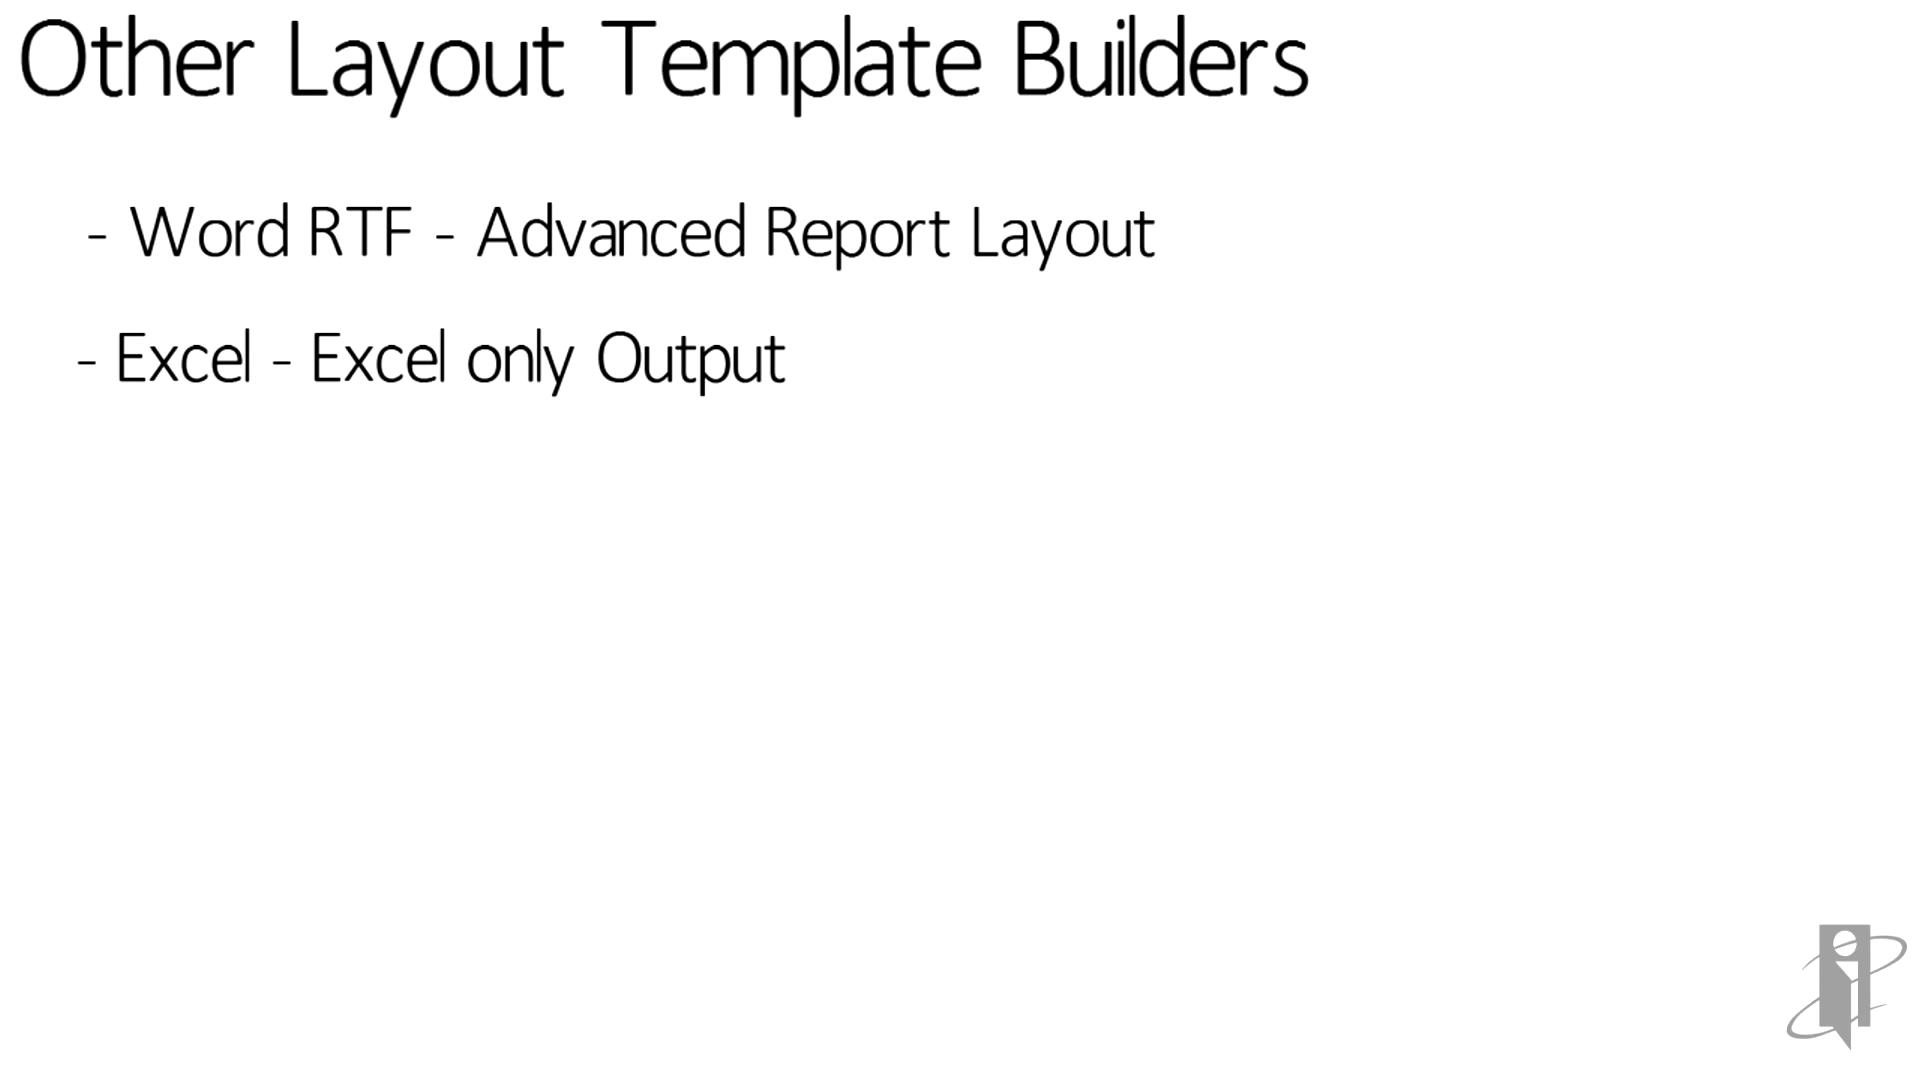 Other Layout Template Builders
- Word RTF - Advanced Report Layout
- Excel - Excel only Output